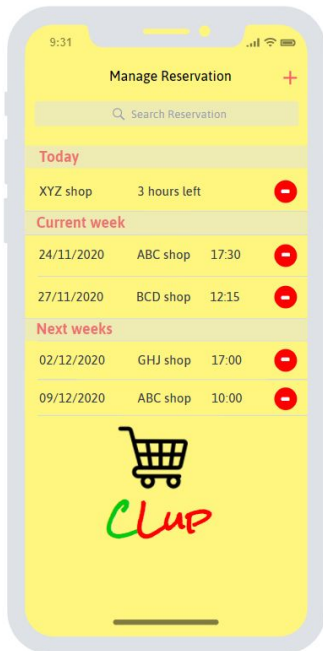 9:31
Manage Reservation +
Search Reservation
Today
XYZ shop 3 hours left
Current week
24/11/2020 ABC shop 17:30
27/11/2020 BCD shop 12:15
Next weeks
02/12/2020 GHJ shop 17:00
09/12/2020 ABC shop 10:00
CLup